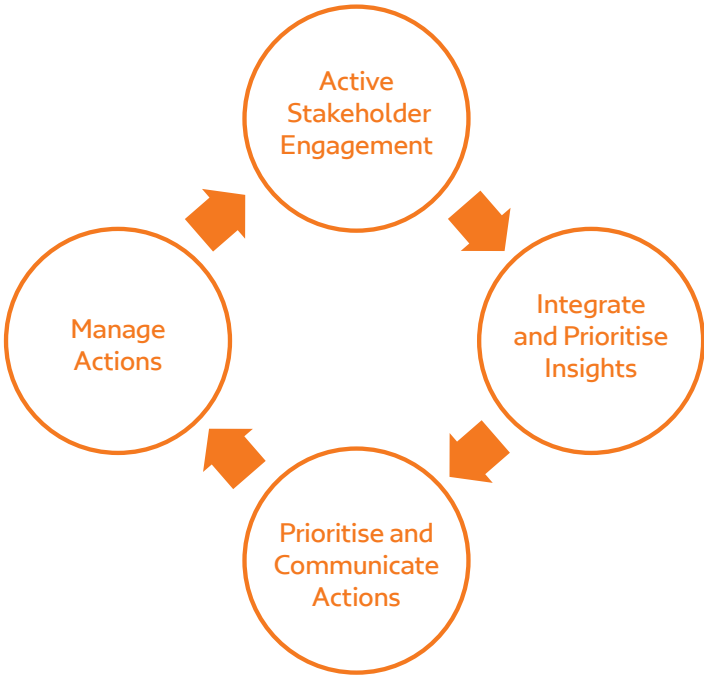 Active
Stakeholder
Engagement
Integrate
and Prioritise
Insights
Prioritise and
Communicate
Actions
Manage
Actions